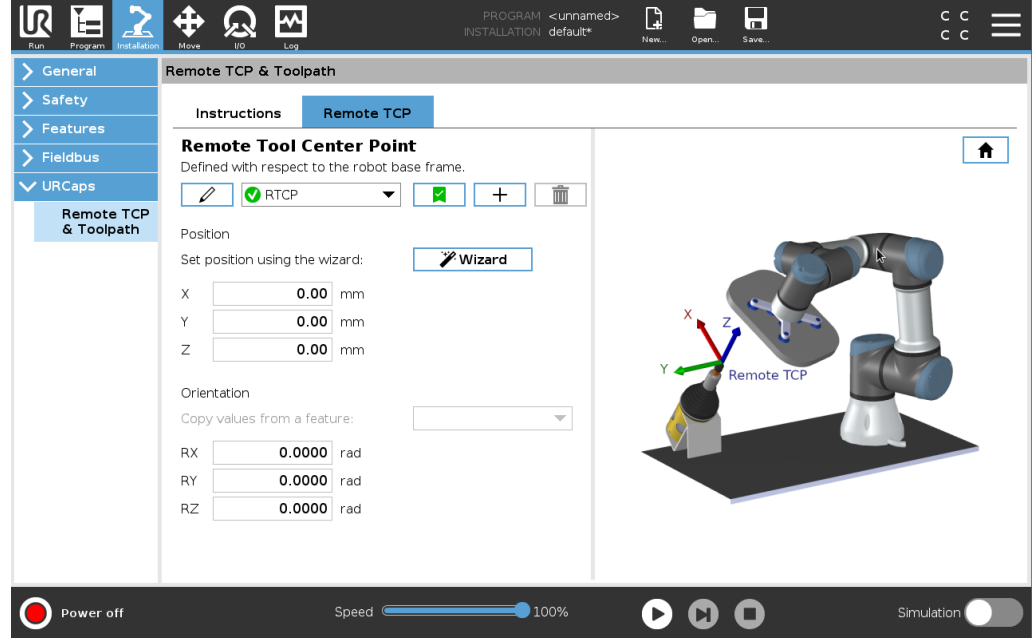 UR
Run
Program
Installation
Move
I/O
Log
PROGRAM <unnamed>
INSTALLATION default*
New...
Open...
Save...
C C
C C
General
Safety
Features
Fieldbus
URCaps
Remote TCP
& Toolpath
Remote TCP & Toolpath
Instructions
Remote TCP
Remote Tool Center Point
Defined with respect to the robot base frame.
RTCP
Position
Set position using the wizard:
Wizard
X 0.00 mm
Y 0.00 mm
Z 0.00 mm
Orientation
Copy values from a feature:
RX 0.0000 rad
RY 0.0000 rad
RZ 0.0000 rad
X
Z
Y
Remote TCP
Power off
Speed 100%
Simulation